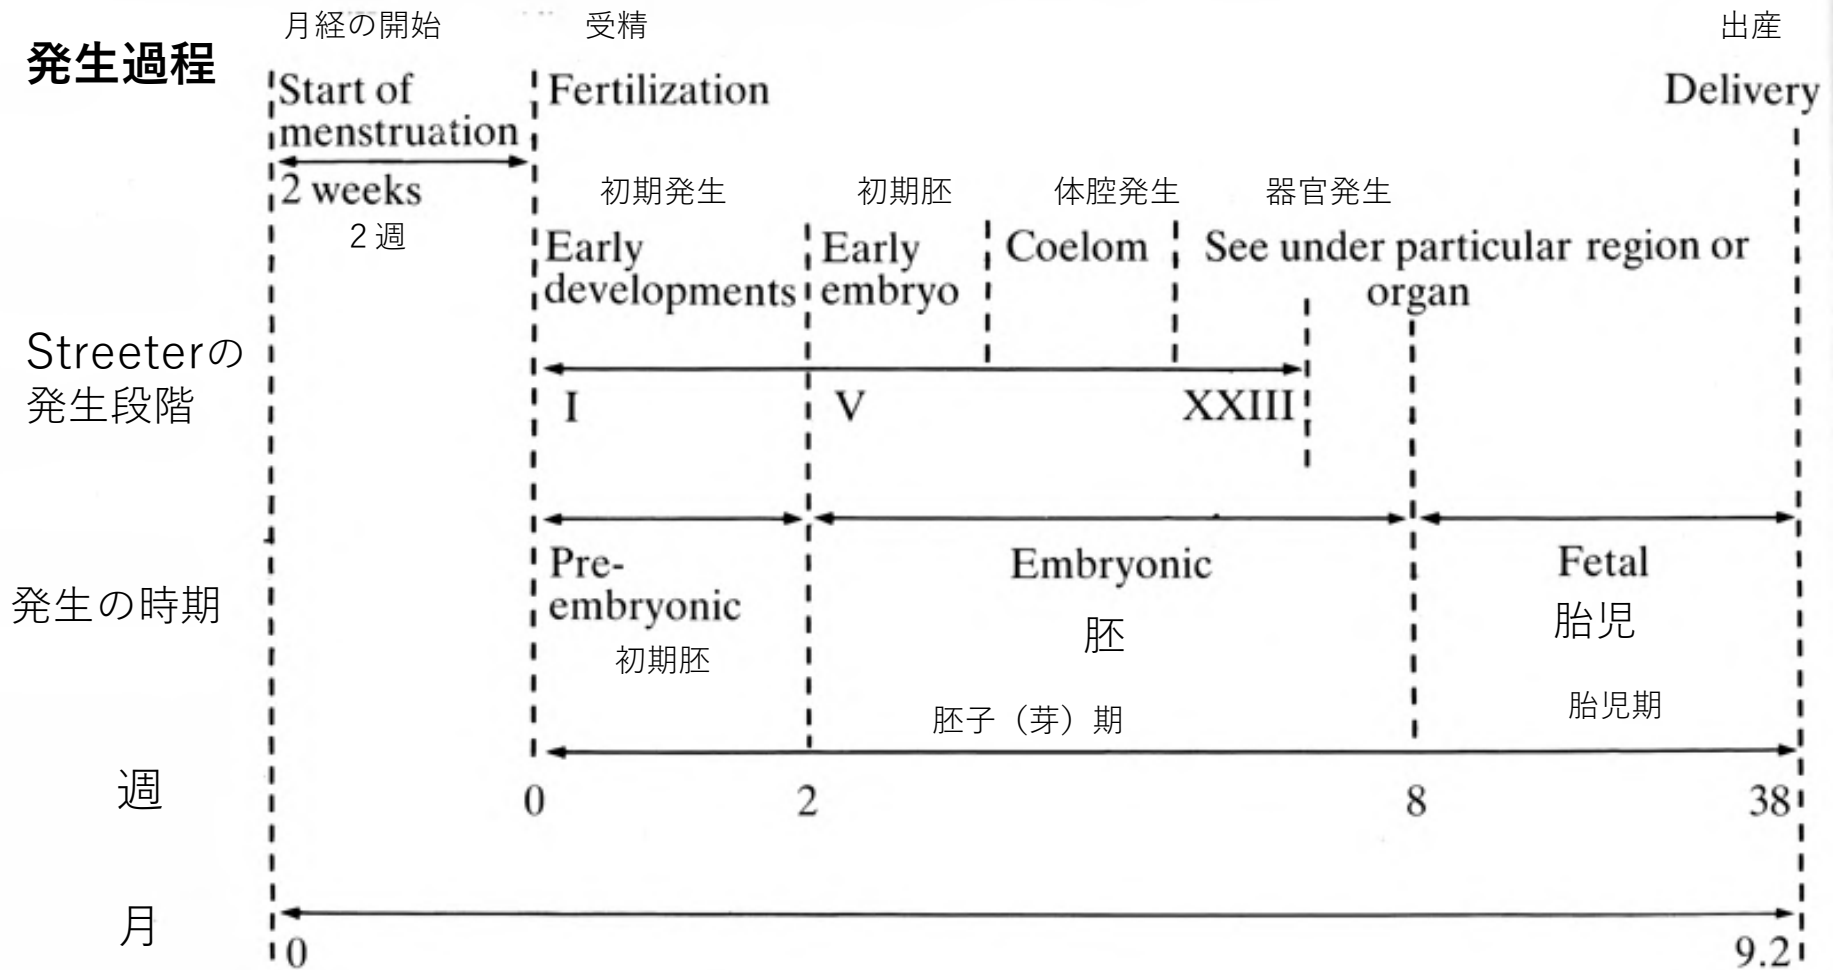 月経の開始
受精
出産
発生過程
Start of
menstruation
Fertilization
Delivery
2 weeks
2週
初期発生
初期胚
体腔発生
器官発生
Early
developments
Early
embryo
Coelom
See under particular region or
organ
Streeterの
発生段階
I
V
XXIII
発生の時期
Pre-
embryonic
初期胚
Embryonic
胚
胚子（芽）期
Fetal
胎児
胎児期
週
0
2
8
38
月
0
9.2